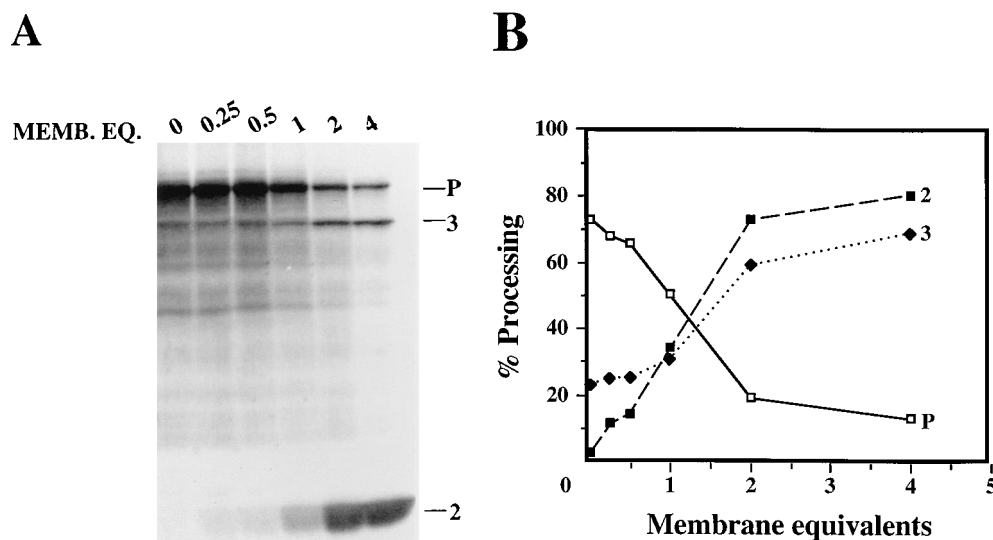 A
B
MEMB. EQ. 0 0.25 0.5 1 2 4
—P
—3
—2
% Processing
100
80
60
40
20
2
3
P
0 1 2 3 4 5
Membrane equivalents